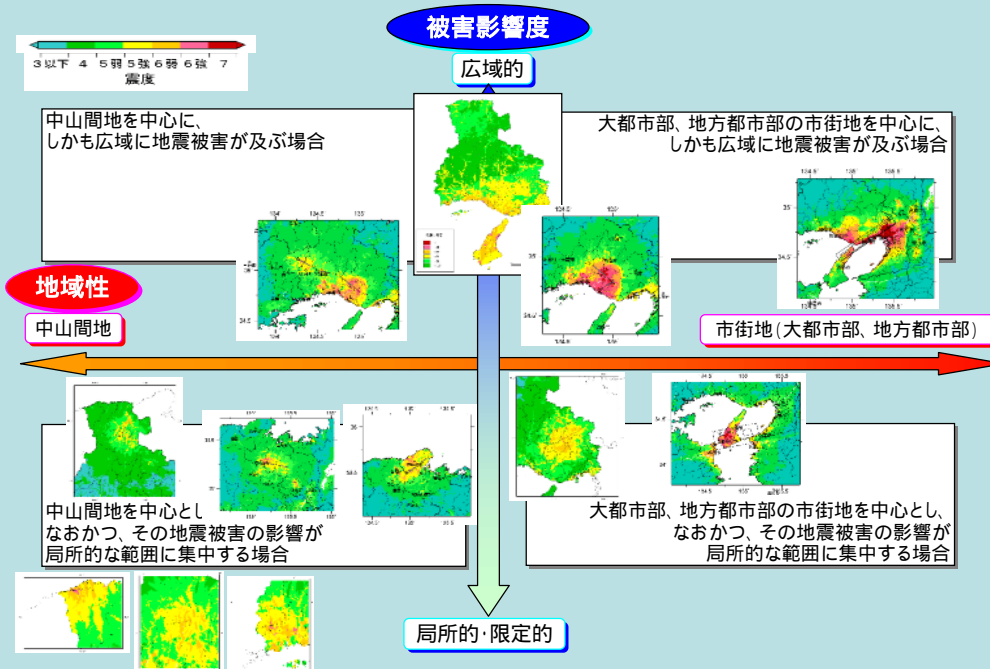 被害影響度
広域的
3以下 4 5弱 5強 6弱 6強 7
震度
中山間地を中心に、
しかも広域に地震被害が及ぶ場合
大都市部、地方都市部の市街地を中心に、
しかも広域に地震被害が及ぶ場合
地域性
中山間地
市街地(大都市部、地方都市部)
中山間地を中心とし
なおかつ、その地震被害の影響が
局所的な範囲に集中する場合
大都市部、地方都市部の市街地を中心とし、
なおかつ、その地震被害の影響が
局所的な範囲に集中する場合
局所的・限定的